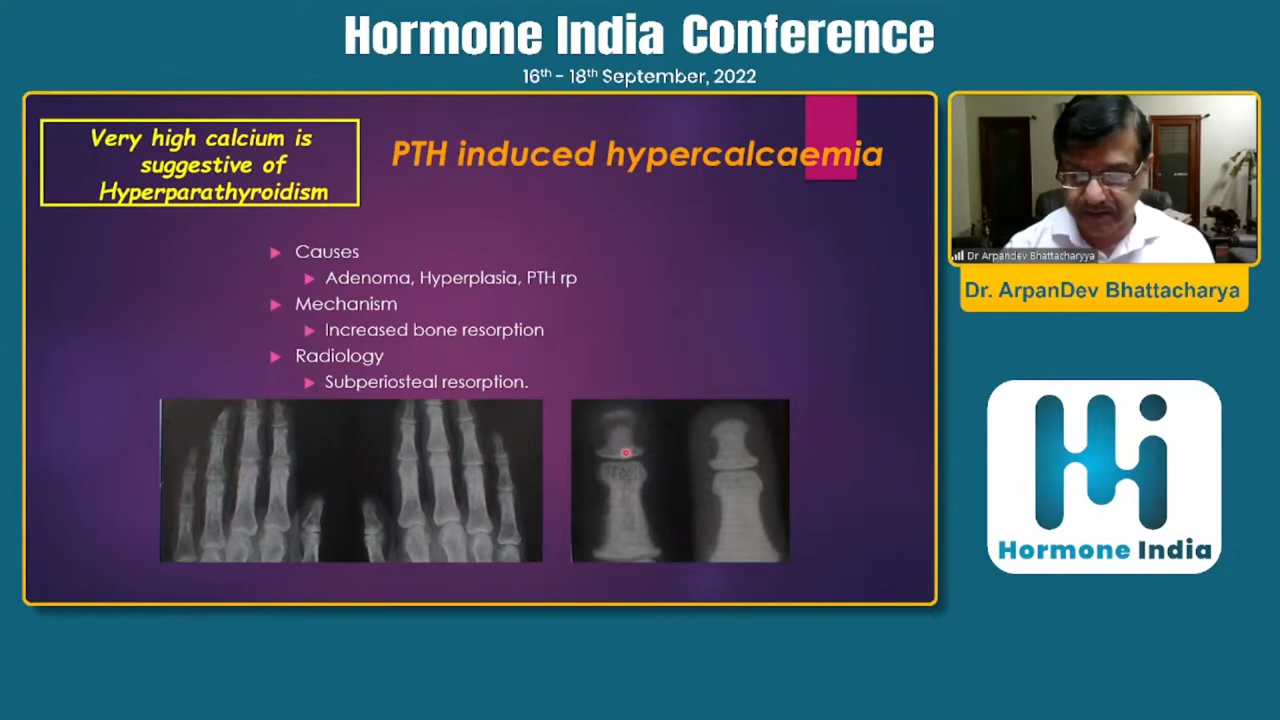 Hormone India Conference
16th - 18th September, 2022
Very high calcium is
suggestive of
Hyperparathyroidism
PTH induced hypercalcaemia
Causes
Adenoma, Hyperplasia, PTH rp
Mechanism
Increased bone resorption
Radiology
Subperiosteal resorption.
Dr Arpandev Bhattacharyya
Dr. ArpanDev Bhattacharya
Hi
Hormone India